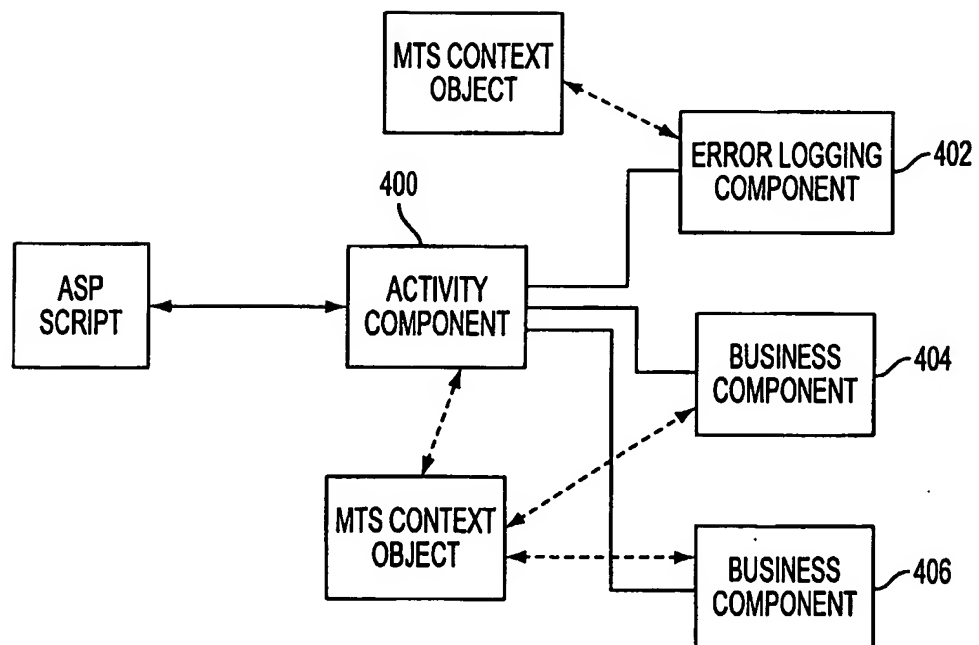 MTS CONTEXT
OBJECT
ERROR LOGGING
COMPONENT
402
400
ASP
SCRIPT
ACTIVITY
COMPONENT
BUSINESS
COMPONENT
404
MTS CONTEXT
OBJECT
BUSINESS
COMPONENT
406